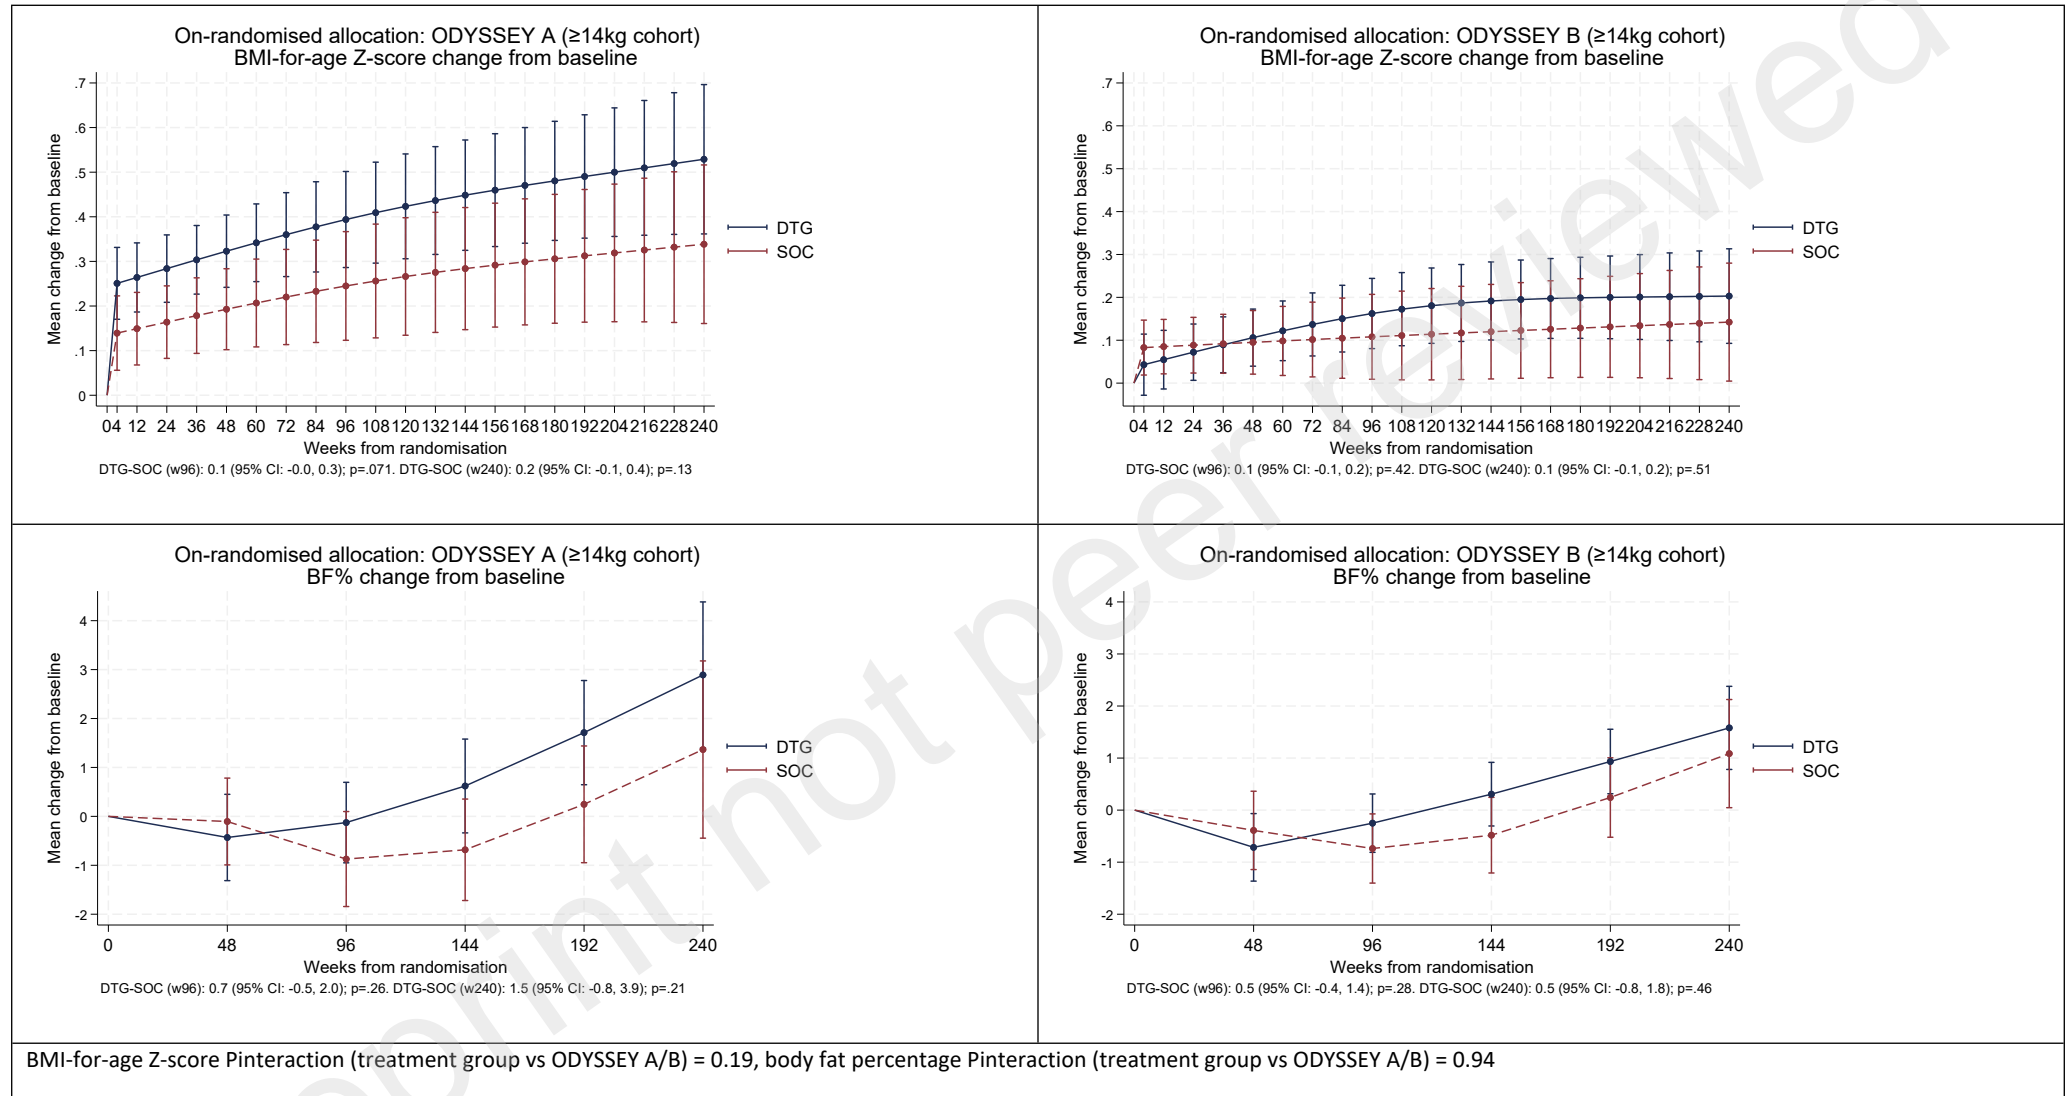 On-randomised allocation: ODYSSEY A (≥14kg cohort)
BMI-for-age Z-score change from baseline
Mean change from baseline
.7
.6
.5
.4
.3
.2
.1
0
0 4 12 24 36 48 60 72 84 96 108 120 132 144 156 168 180 192 204 216 228 240
Weeks from randomisation
DTG-SOC (w96): 0.1 (95% CI: -0.0, 0.3); p=.071. DTG-SOC (w240): 0.2 (95% CI: -0.1, 0.4); p=.13
DTG
SOC
On-randomised allocation: ODYSSEY B (≥14kg cohort)
BMI-for-age Z-score change from baseline
Mean change from baseline
.7
.6
.5
.4
.3
.2
.1
0
0 4 12 24 36 48 60 72 84 96 108 120 132 144 156 168 180 192 204 216 228 240
Weeks from randomisation
DTG-SOC (w96): 0.1 (95% CI: -0.1, 0.2); p=.42. DTG-SOC (w240): 0.1 (95% CI: -0.1, 0.2); p=.51
DTG
SOC
On-randomised allocation: ODYSSEY A (≥14kg cohort)
BF% change from baseline
Mean change from baseline
4
3
2
1
0
-1
-2
0 48 96 144 192 240
Weeks from randomisation
DTG-SOC (w96): 0.7 (95% CI: -0.5, 2.0); p=.26. DTG-SOC (w240): 1.5 (95% CI: -0.8, 3.9); p=.21
DTG
SOC
On-randomised allocation: ODYSSEY B (≥14kg cohort)
BF% change from baseline
Mean change from baseline
4
3
2
1
0
-1
-2
0 48 96 144 192 240
Weeks from randomisation
DTG-SOC (w96): 0.5 (95% CI: -0.4, 1.4); p=.28. DTG-SOC (w240): 0.5 (95% CI: -0.8, 1.8); p=.46
DTG
SOC
BMI-for-age Z-score Pinteraction (treatment group vs ODYSSEY A/B) = 0.19, body fat percentage Pinteraction (treatment group vs ODYSSEY A/B) = 0.94
eprint not peer reviewed